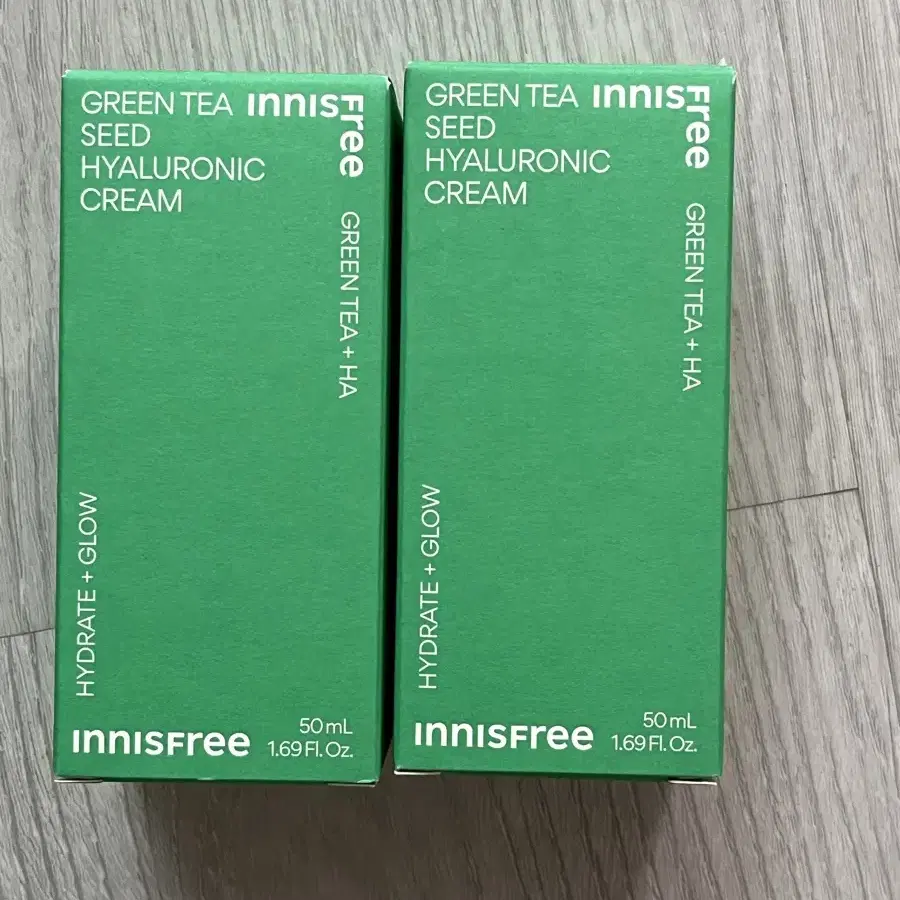 GREEN TEA
SEED
HYALURONIC
CREAM
INNISFree
GREEN TEA + HA
HYDRATE + GLOW
INNISFree
50 mL
1.69 Fl. Oz.
GREEN TEA
SEED
HYALURONIC
CREAM
INNISFree
GREEN TEA + HA
HYDRATE + GLOW
INNISFree
50 mL
1.69 Fl. Oz.